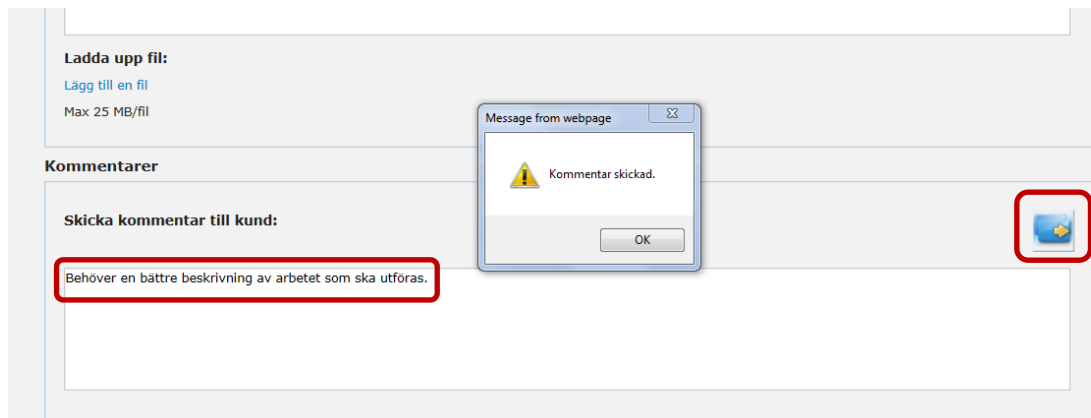 Ladda upp fil:
Lägg till en fil
Max 25 MB/fil
Message from webpage
Kommentar skickad.
OK
Kommentarer
Skicka kommentar till kund:
Behöver en bättre beskrivning av arbetet som ska utföras.